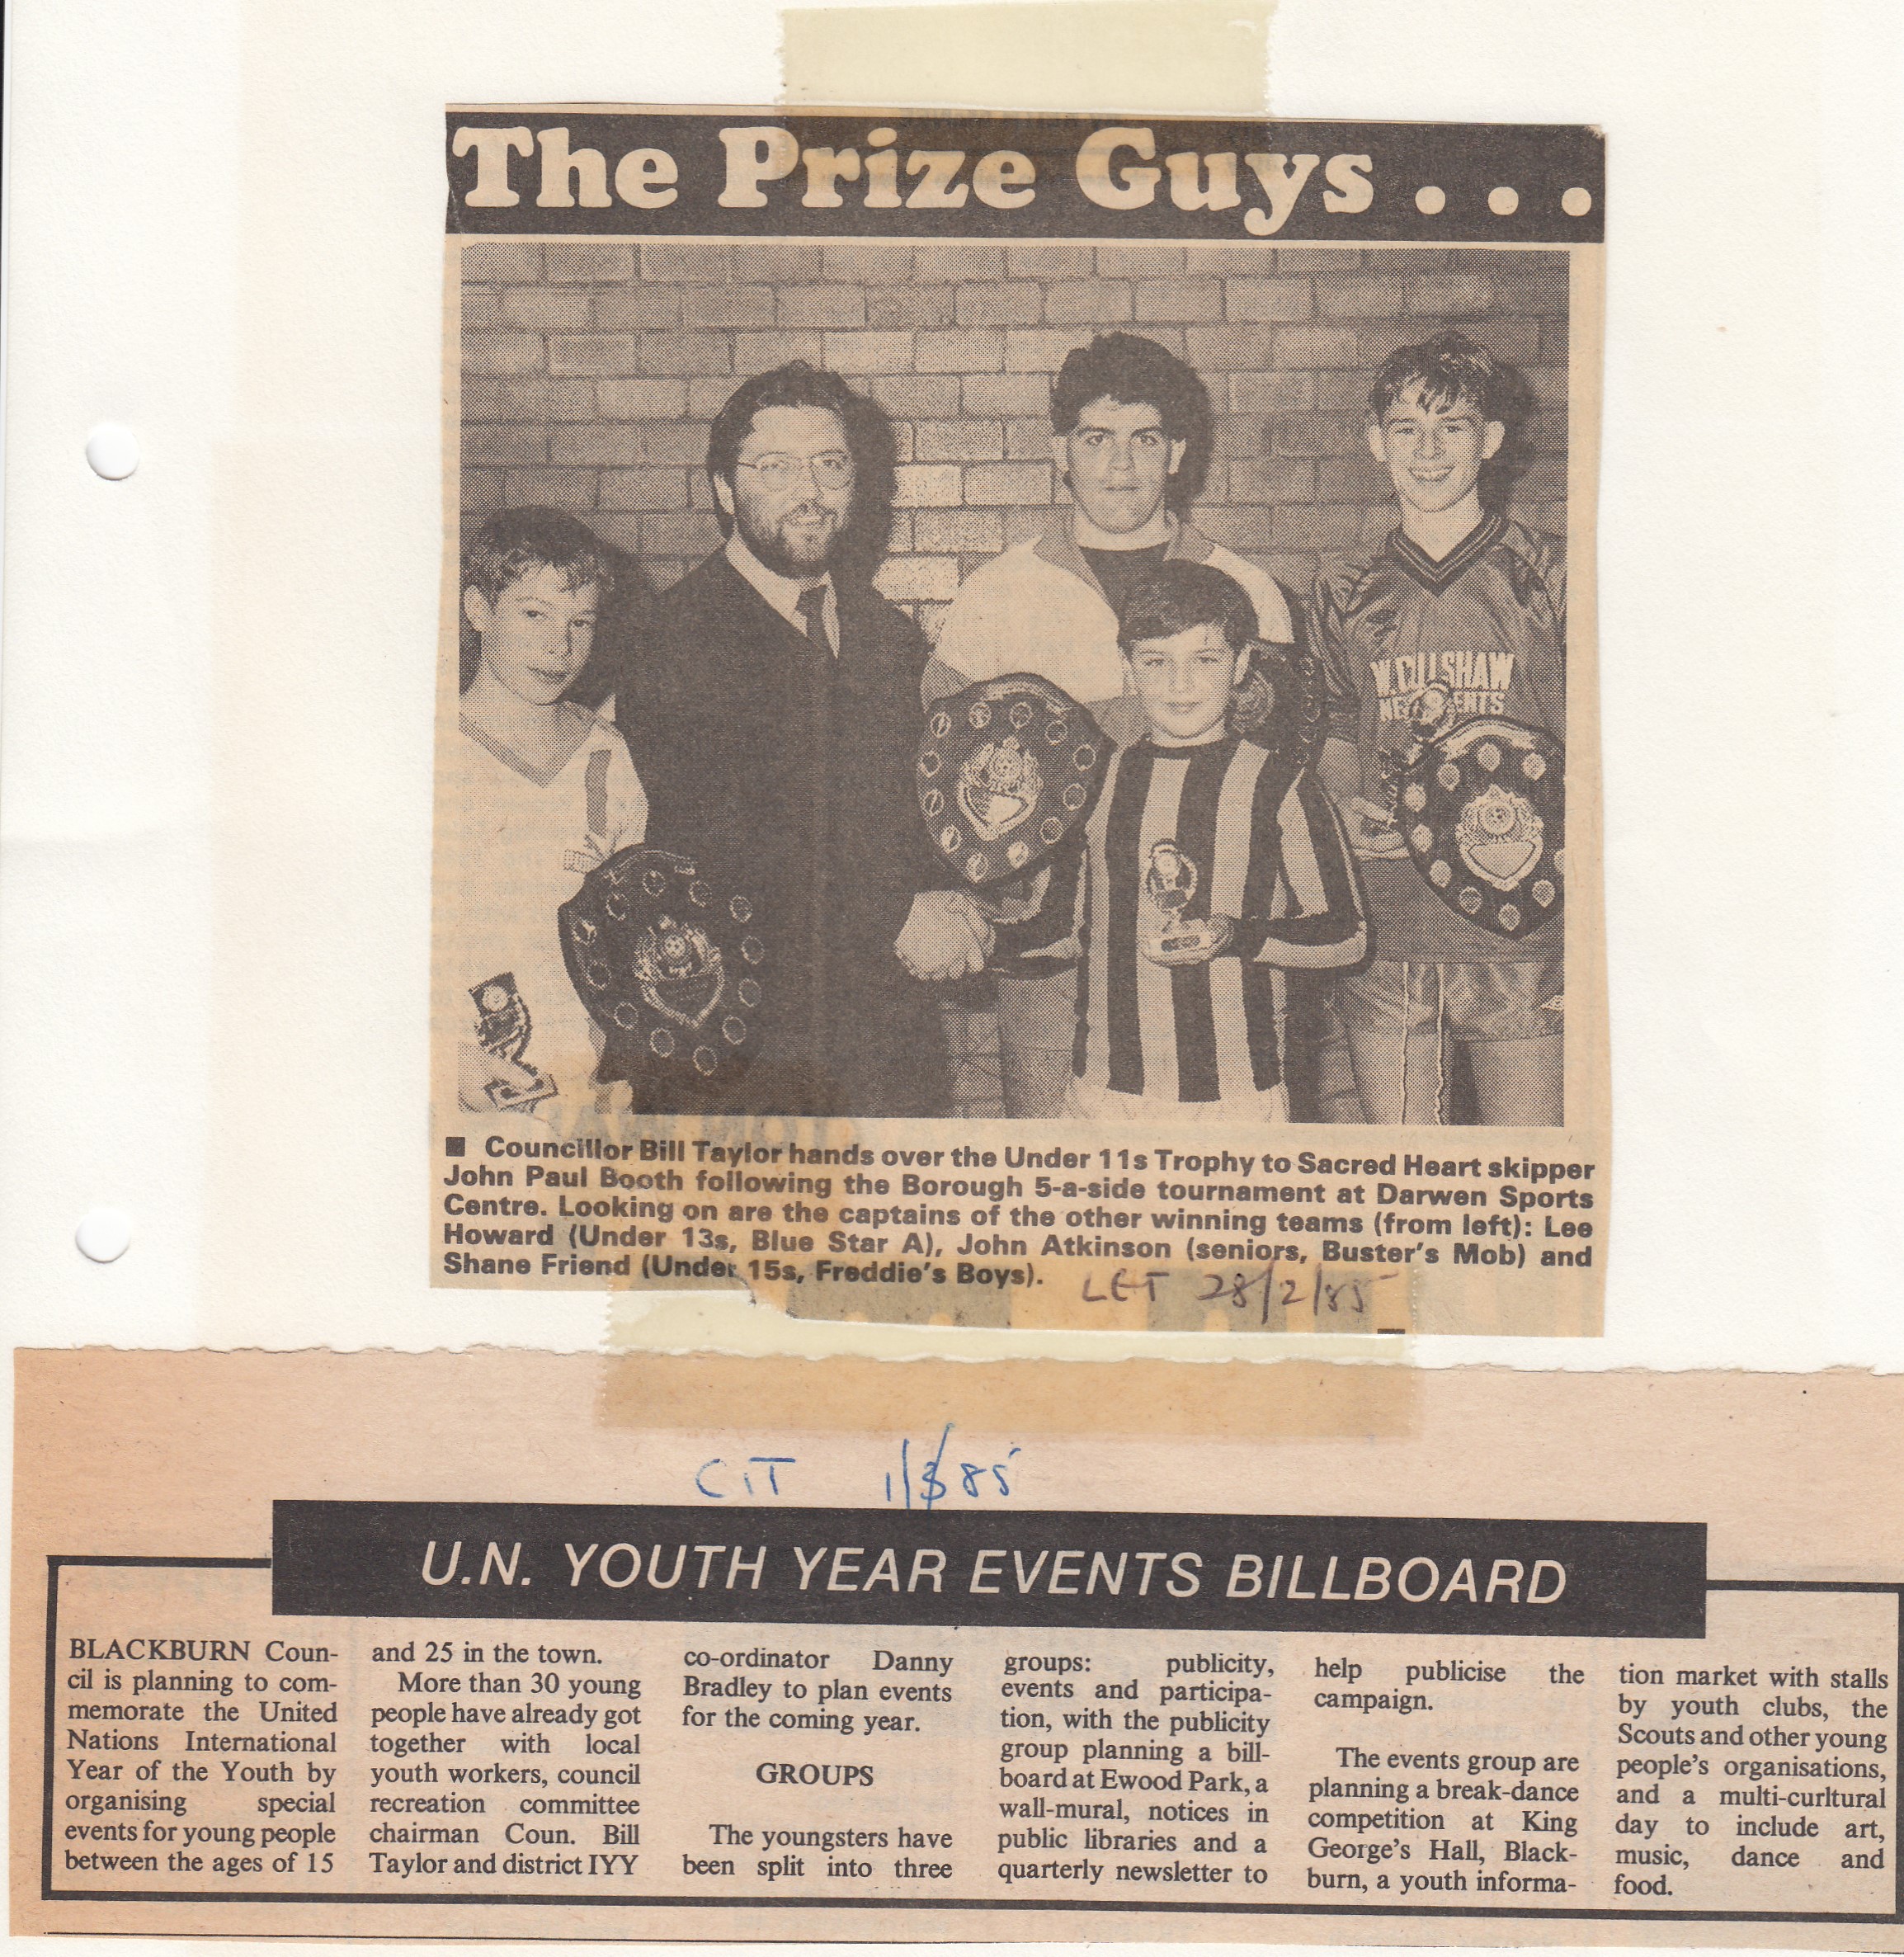 The Prize Guys . . .
SHAW
■ Councillor Bill Taylor hands over the Under 11s Trophy to Sacred Heart skipper
John Paul Booth following the Borough 5-a-side tournament at Darwen Sports
Centre. Looking on are the captains of the other winning teams (from left): Lee
Howard (Under 13s, Blue Star A), John Atkinson (seniors, Buster's Mob) and
Shane Friend (Under 15s, Freddie's Boys).
LET 28/2/85
CIT 1/3/85
U.N. YOUTH YEAR EVENTS BILLBOARD
BLACKBURN Coun-
cil is planning to com-
memorate the United
Nations International
Year of the Youth by
organising special
events for young people
between the ages of 15
and 25 in the town.
More than 30 young
people have already got
together with local
youth workers, council
recreation committee
chairman Coun. Bill
Taylor and district IYY
co-ordinator Danny
Bradley to plan events
for the coming year.
GROUPS
The youngsters have
been split into three
groups: publicity,
events and participa-
tion, with the publicity
group planning a bill-
board at Ewood Park, a
wall-mural, notices in
public libraries and a
quarterly newsletter to
help publicise the
campaign.
The events group are
planning a break-dance
competition at King
George's Hall, Black-
burn, a youth informa-
tion market with stalls
by youth clubs, the
Scouts and other young
people's organisations,
and a multi-curltural
day to include art,
music, dance and
food.